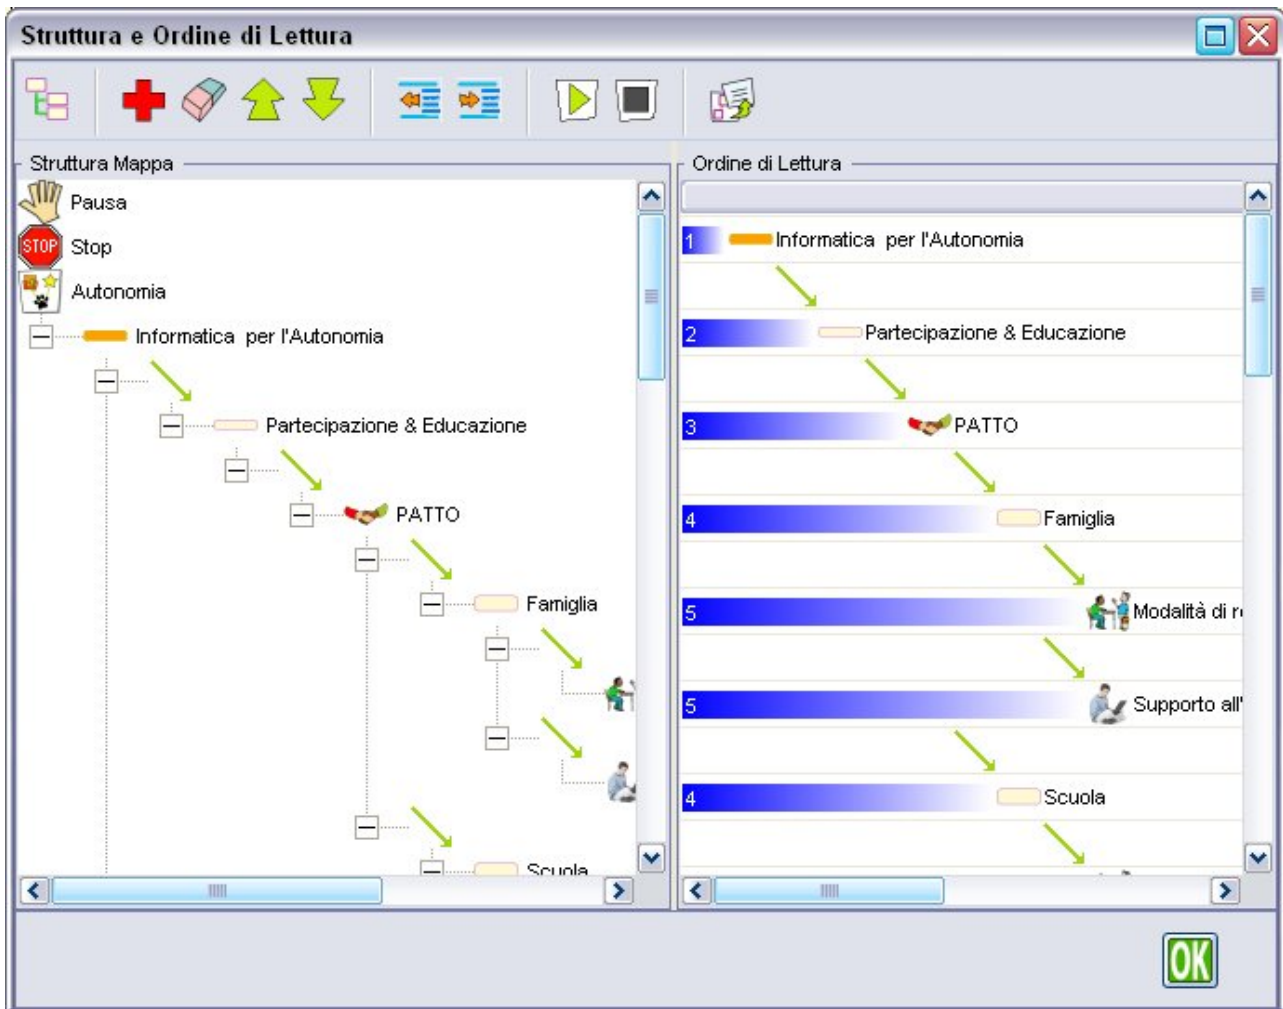 Struttura e Ordine di Lettura
Struttura Mappa
Pausa
STOP Stop
Autonomia
Informatica per l'Autonomia
Partecipazione & Educazione
PATTO
Famiglia
Scuola
Ordine di Lettura
1 Informatica per l'Autonomia
2 Partecipazione & Educazione
3 PATTO
4 Famiglia
5 Modalità di
5 Supporto all'
4 Scuola
OK